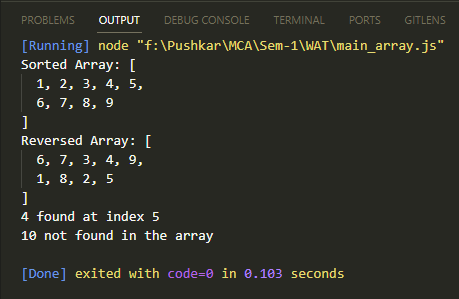 PROBLEMS OUTPUT DEBUG CONSOLE TERMINAL PORTS GITLENS
[Running] node "f:\Pushkar\MCA\Sem-1\WAT\main_array.js"
Sorted Array: [
1, 2, 3, 4, 5,
6, 7, 8, 9
]
Reversed Array: [
6, 7, 3, 4, 9,
1, 8, 2, 5
]
4 found at index 5
10 not found in the array
[Done] exited with code=0 in 0.103 seconds